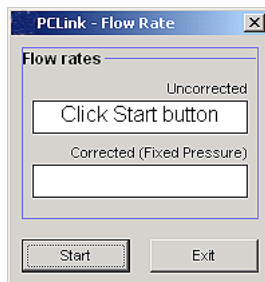 PCLink - Flow Rate
Flow rates
Uncorrected
Click Start button
Corrected (Fixed Pressure)
Start Exit